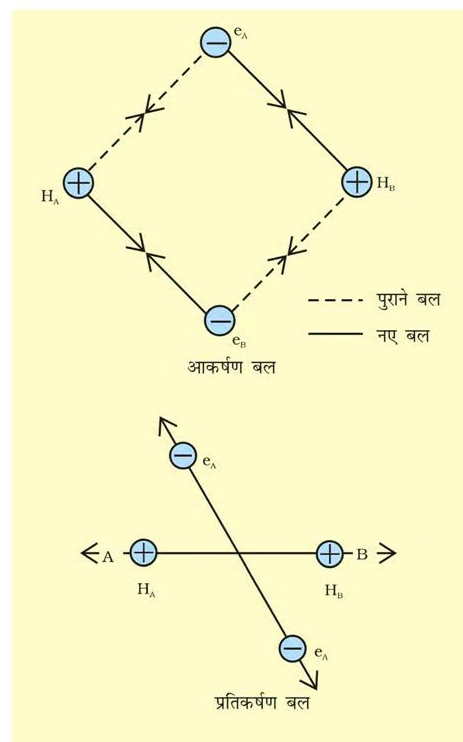 −
e_A
+
H_A
+
H_B
−
e_B
पुराने बल
नए बल
आकर्षण बल
−
e_A
A
+
+
B
H_A
H_B
−
e_A
प्रतिकर्षण बल